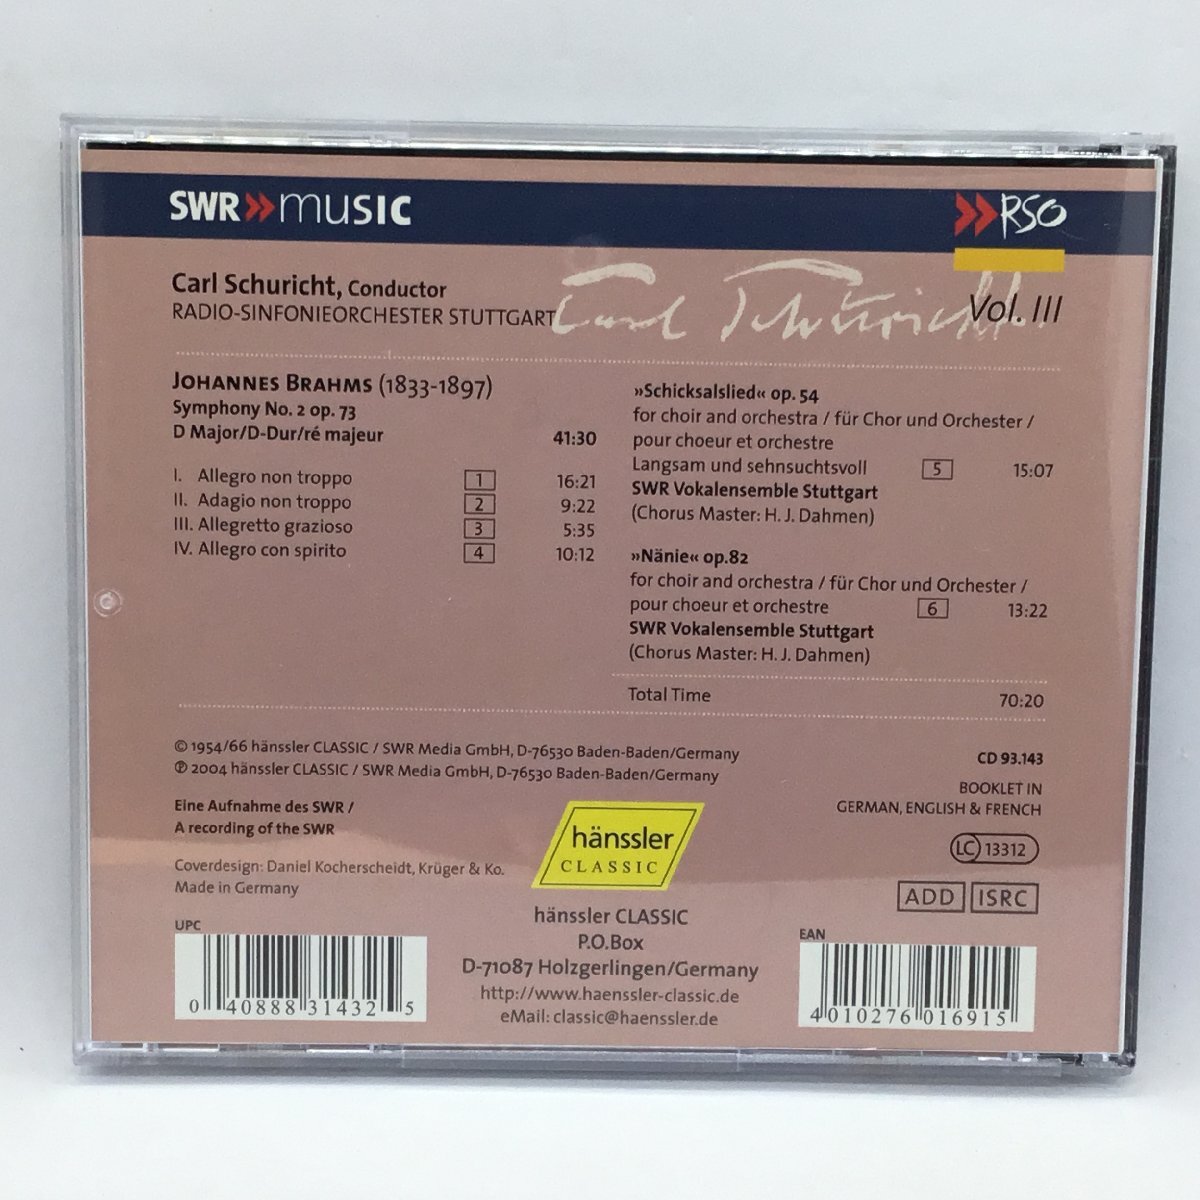 SWR»music
»RSO
Carl Schuricht, Conductor
RADIO-SINFONIEORCHESTER STUTTGART
Carl Schuricht
Vol. III
JOHANNES BRAHMS (1833-1897)
Symphony No. 2 op. 73
D Major/D-Dur/ré majeur 41:30
I. Allegro non troppo 1 16:21
II. Adagio non troppo 2 9:22
III. Allegretto grazioso 3 5:35
IV. Allegro con spirito 4 10:12
»Schicksalslied« op. 54
for choir and orchestra / für Chor und Orchester /
pour choeur et orchestre
Langsam und sehnsuchtsvoll 5 15:07
SWR Vokalensemble Stuttgart
(Chorus Master: H. J. Dahmen)
»Nänie« op.82
for choir and orchestra / für Chor und Orchester /
pour choeur et orchestre 6 13:22
SWR Vokalensemble Stuttgart
(Chorus Master: H. J. Dahmen)
Total Time 70:20
© 1954/66 hänssler CLASSIC / SWR Media GmbH, D-76530 Baden-Baden/Germany
℗ 2004 hänssler CLASSIC / SWR Media GmbH, D-76530 Baden-Baden/Germany
Eine Aufnahme des SWR /
A recording of the SWR
Coverdesign: Daniel Kocherscheidt, Krüger & Ko.
Made in Germany
CD 93.143
BOOKLET IN
GERMAN, ENGLISH & FRENCH
LC 13312
ADD ISRC
hänssler
CLASSIC
hänssler CLASSIC
P.O.Box
D-71087 Holzgerlingen/Germany
http://www.haenssler-classic.de
eMail: classic@haenssler.de
UPC
0 40888 31432 5
EAN
4 010276 016915